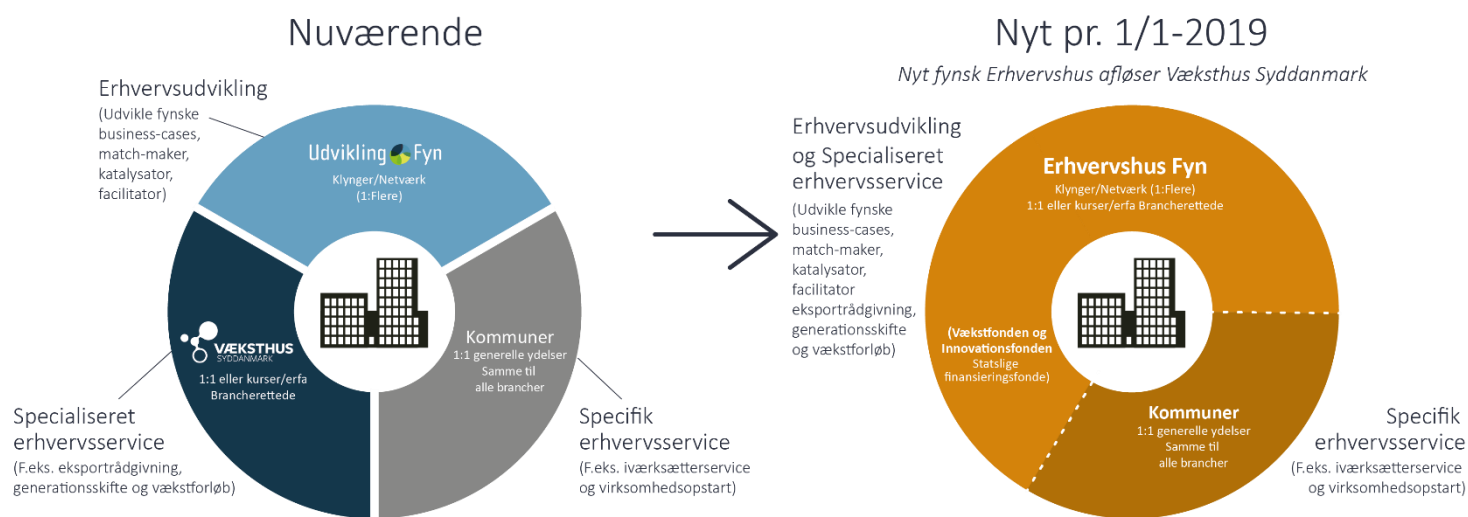 Nuværende
Erhvervsudvikling
(Udvikle fynske
business-cases,
match-maker,
katalysator,
facilitator)
Udvikling Fyn
Klynger/Netværk
(1:Flere)
VÆKSTHUS
SYDDANMARK
1:1 eller kurser/erfa
Brancherettede
Kommuner
1:1 generelle ydelser
Samme til
alle brancher
Specialiseret
erhvervsservice
(F.eks. eksportrådgivning,
generationsskifte og vækstforløb)
Specifik
erhvervsservice
(F.eks. iværksætterservice
og virksomhedsopstart)
Nyt pr. 1/1-2019
Nyt fynsk Erhvervshus afløser Væksthus Syddanmark
Erhvervsudvikling
og Specialiseret
erhvervsservice
(Udvikle fynske
business-cases,
match-maker,
katalysator,
facilitator
eksportrådgivning,
generationsskifte
og vækstforløb)
Erhvervshus Fyn
Klynger/Netværk (1:Flere)
1:1 eller kurser/erfa Brancherettede
(Vækstfonden og
Innovationsfonden
Statslige
finansieringsfonde)
Kommuner
1:1 generelle ydelser
Samme til
alle brancher
Specifik
erhvervsservice
(F.eks. iværksætterservice
og virksomhedsopstart)